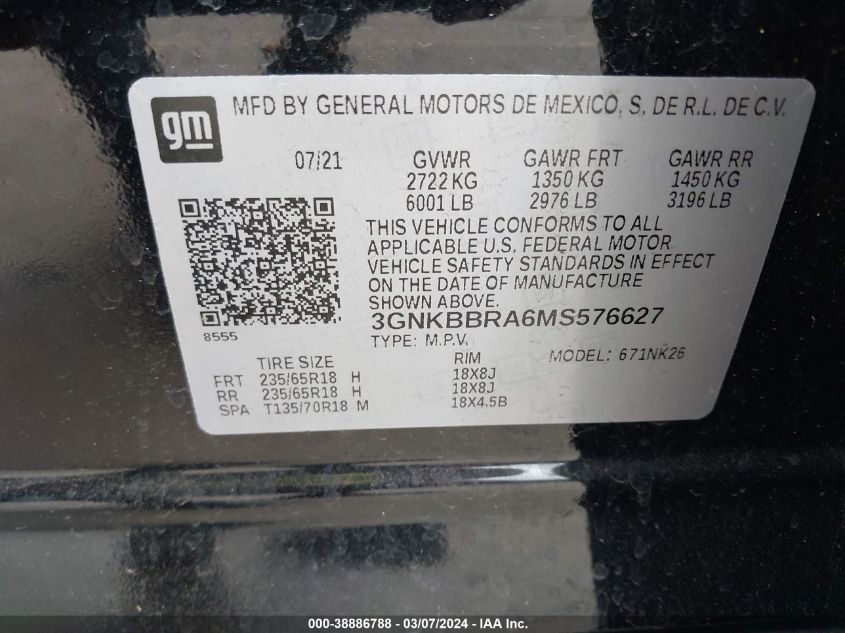 gm
MFD BY GENERAL MOTORS DE MEXICO, S. DE R.L. DE C.V.
07/21 GVWR GAWR FRT GAWR RR
2722 KG 1350 KG 1450 KG
6001 LB 2976 LB 3196 LB
THIS VEHICLE CONFORMS TO ALL
APPLICABLE U.S. FEDERAL MOTOR
VEHICLE SAFETY STANDARDS IN EFFECT
ON THE DATE OF MANUFACTURE
SHOWN ABOVE.
3GNKBBRA6MS576627
8555
TYPE: M.P.V.
TIRE SIZE RIM MODEL: 671NK26
FRT 235/65R18 H 18X8J
RR 235/65R18 H 18X8J
SPA T135/70R18 M 18X4.5B
000-38886788 - 03/07/2024 - IAA Inc.